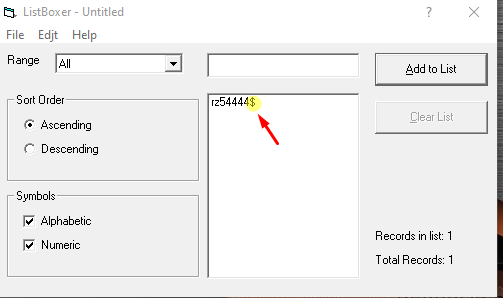 ListBoxer - Untitled
File Edjt Help
Range All Add to List
Sort Order rz54444$
Ascending
Clear List
Descending
Symbols
Alphabetic
Records in list: 1
Numeric
Total Records: 1